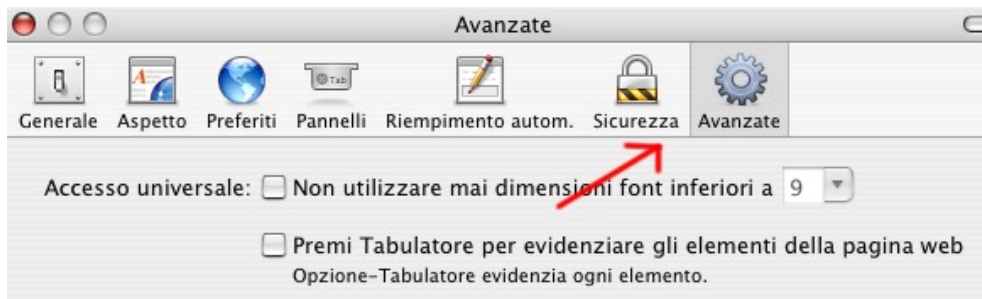 Avanzate
@Tab
Generale Aspetto Preferiti Pannelli Riempimento autom. Sicurezza Avanzate
Accesso universale: Non utilizzare mai dimensioni font inferiori a 9
Premi Tabulatore per evidenziare gli elementi della pagina web
Opzione-Tabulatore evidenzia ogni elemento.